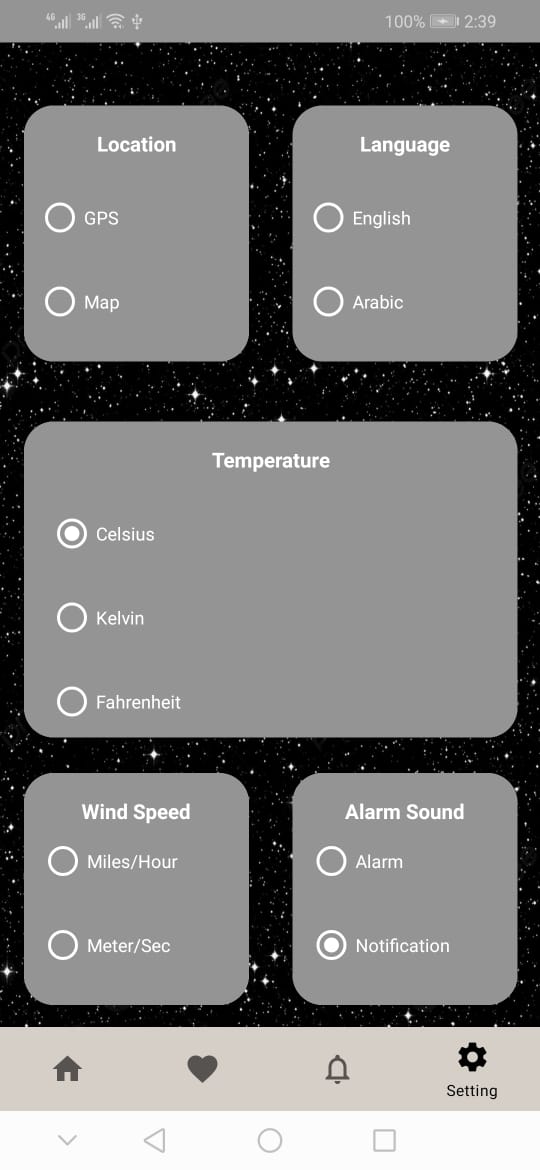 4G 3G 100% 2:39
Location
GPS
Map
Language
English
Arabic
Temperature
Celsius
Kelvin
Fahrenheit
Wind Speed
Miles/Hour
Meter/Sec
Alarm Sound
Alarm
Notification
Setting